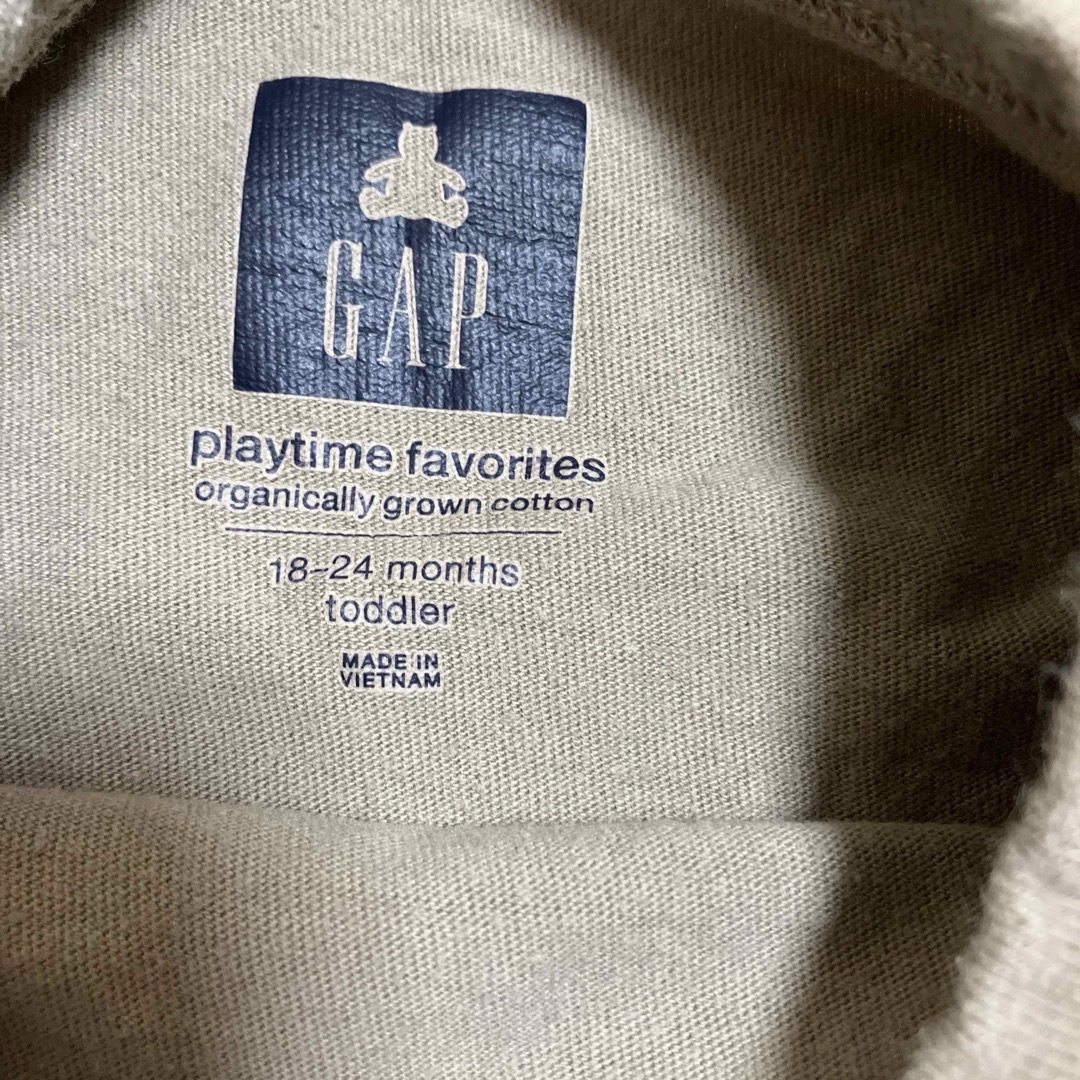 GAP
playtime favorites
organically grown cotton
18-24 months
toddler
MADE IN
VIETNAM